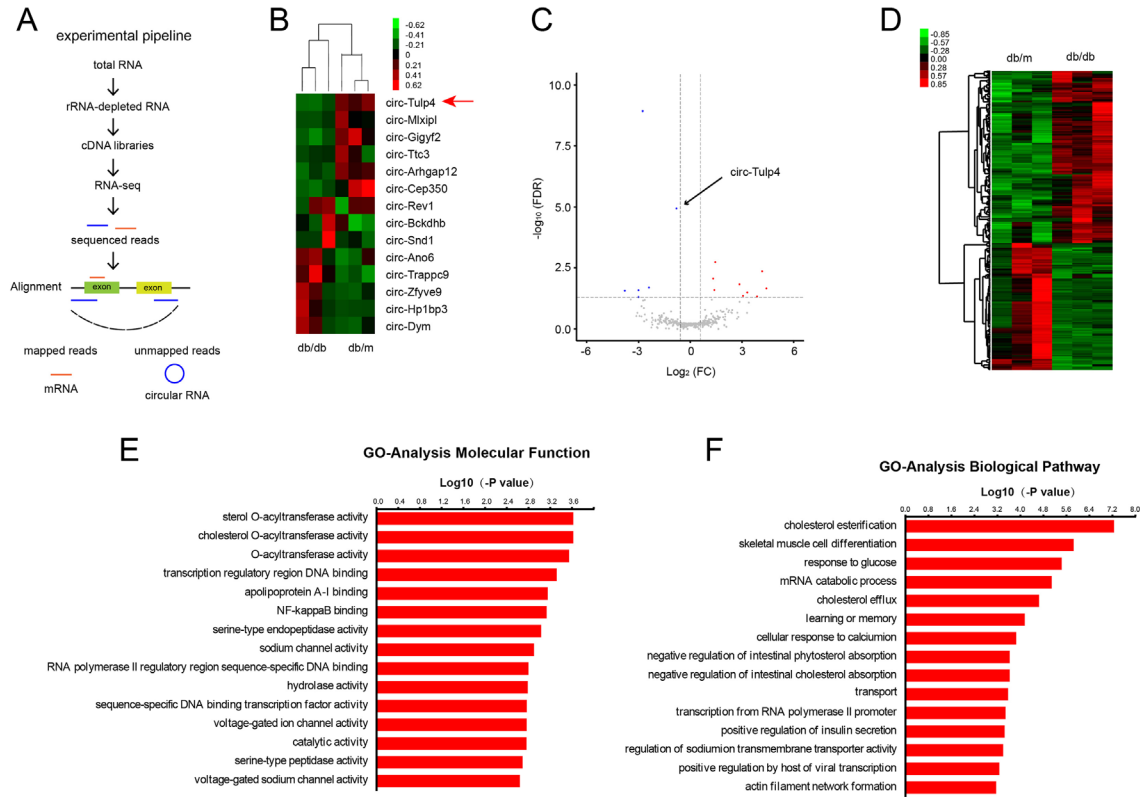 A
experimental pipeline
total RNA
rRNA-depleted RNA
cDNA libraries
RNA-seq
sequenced reads
Alignment
exon
exon
mapped reads
unmapped reads
mRNA
circular RNA
B
-0.62
-0.41
-0.21
0
0.21
0.41
0.62
circ-Tulp4
circ-Mlxipl
circ-Gigyf2
circ-Ttc3
circ-Arhgap12
circ-Cep350
circ-Rev1
circ-Bckdhb
circ-Snd1
circ-Ano6
circ-Trappc9
circ-Zfyve9
circ-Hp1bp3
circ-Dym
db/db
db/m
C
10.0
7.5
5.0
2.5
0.0
-log10 (FDR)
circ-Tulp4
-6
-3
0
3
6
Log2 (FC)
D
-0.85
-0.57
-0.28
0.00
0.28
0.57
0.85
db/m
db/db
E
GO-Analysis Molecular Function
Log10（-P value）
0.0 0.4 0.8 1.2 1.6 2.0 2.4 2.8 3.2 3.6
sterol O-acyltransferase activity
cholesterol O-acyltransferase activity
O-acyltransferase activity
transcription regulatory region DNA binding
apolipoprotein A-I binding
NF-kappaB binding
serine-type endopeptidase activity
sodium channel activity
RNA polymerase II regulatory region sequence-specific DNA binding
hydrolase activity
sequence-specific DNA binding transcription factor activity
voltage-gated ion channel activity
catalytic activity
serine-type peptidase activity
voltage-gated sodium channel activity
F
GO-Analysis Biological Pathway
Log10（-P value）
0.0 0.8 1.6 2.4 3.2 4.0 4.8 5.6 6.4 7.2 8.0
cholesterol esterification
skeletal muscle cell differentiation
response to glucose
mRNA catabolic process
cholesterol efflux
learning or memory
cellular response to calciumion
negative regulation of intestinal phytosterol absorption
negative regulation of intestinal cholesterol absorption
transport
transcription from RNA polymerase II promoter
positive regulation of insulin secretion
regulation of sodiumion transmembrane transporter activity
positive regulation by host of viral transcription
actin filament network formation